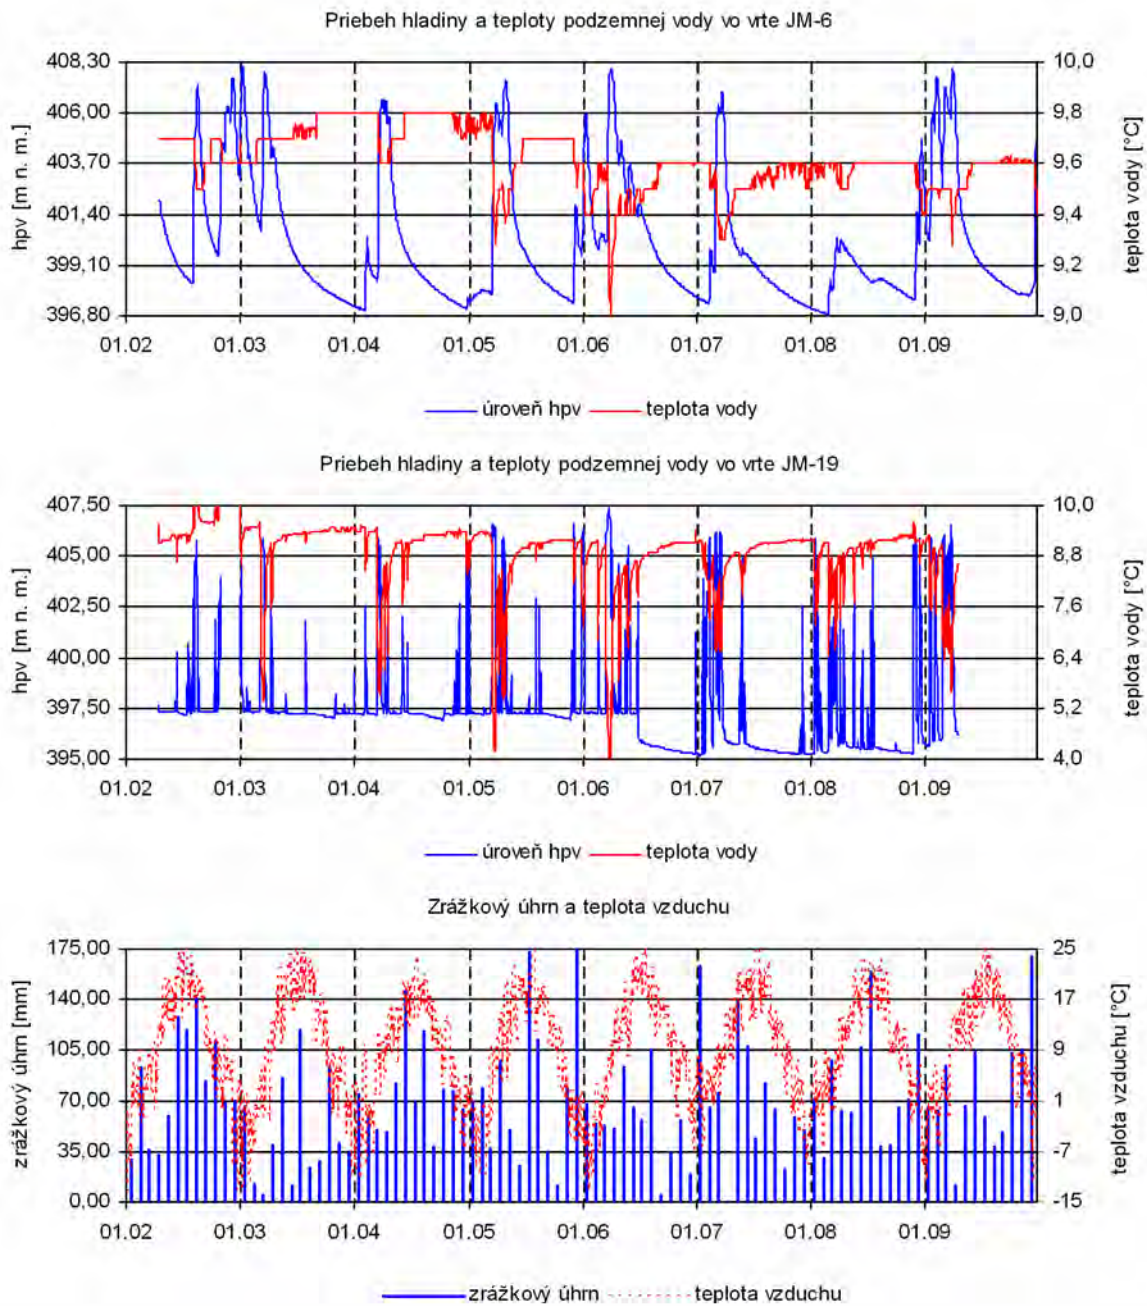 Priebeh hladiny a teploty podzemnej vody vo vrte JM-6
408,30
406,00
403,70
401,40
399,10
396,80
hpv [m n. m.]
10,0
9,8
9,6
9,4
9,2
9,0
teplota vody [°C]
01.02 01.03 01.04 01.05 01.06 01.07 01.08 01.09
úroveň hpv teplota vody
Priebeh hladiny a teploty podzemnej vody vo vrte JM-19
407,50
405,00
402,50
400,00
397,50
395,00
hpv [m n. m.]
10,0
8,8
7,6
6,4
5,2
4,0
teplota vody [°C]
01.02 01.03 01.04 01.05 01.06 01.07 01.08 01.09
úroveň hpv teplota vody
Zrážkový úhrn a teplota vzduchu
175,00
140,00
105,00
70,00
35,00
0,00
zrážkový úhrn [mm]
25
17
9
1
-7
-15
teplota vzduchu [°C]
01.02 01.03 01.04 01.05 01.06 01.07 01.08 01.09
zrážkový úhrn teplota vzduchu